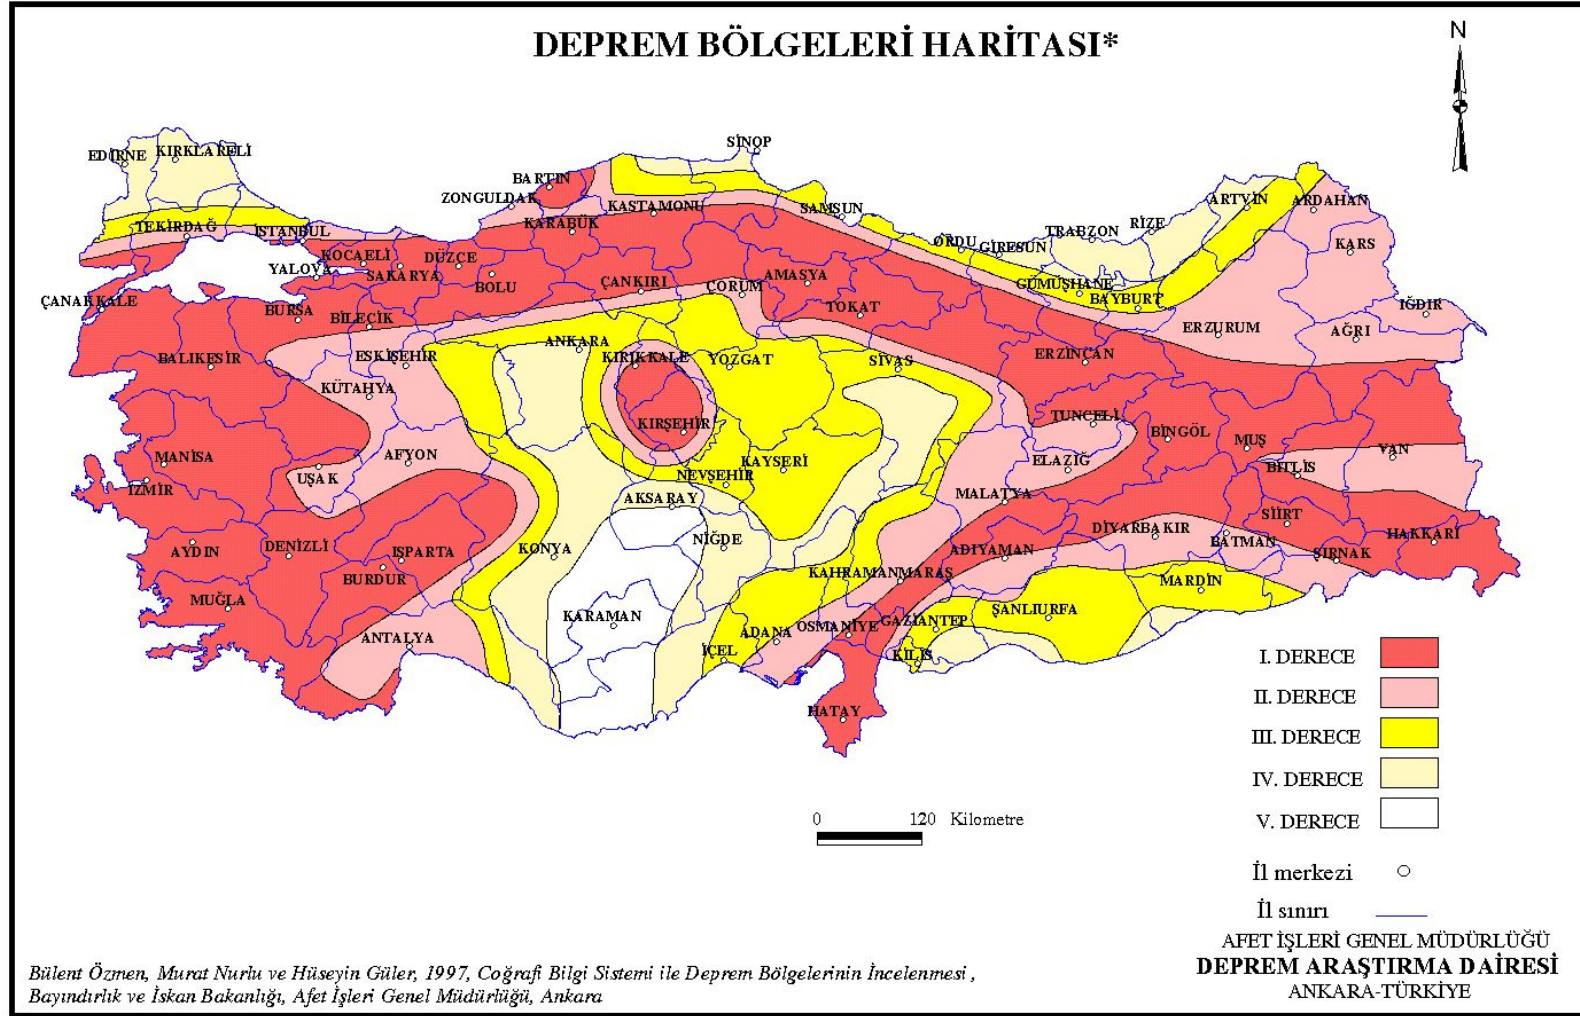 DEPREM BÖLGELERİ HARİTASI*
N
SİNOP
EDİRNE
KIRKLARELİ
BARTIN
ZONGULDAK
KASTAMONU
SAMSUN
ARTVİN
ARDAHAN
TEKİRDAĞ
İSTANBUL
KARABÜK
ORDU
GİRESUN
TRABZON
RİZE
KARS
KOCAELİ
DÜZCE
YALOVA
SAKARYA
BOLU
ÇANKIRI
ÇORUM
AMASYA
GÜMÜŞHANE
BAYBURT
ÇANAKKALE
BURSA
BİLECİK
TOKAT
ERZURUM
AĞRI
IĞDIR
BALIKESİR
ESKİŞEHİR
ANKARA
KIRIKKALE
YOZGAT
SİVAS
ERZİNCAN
KÜTAHYA
KIRŞEHİR
TUNCELİ
BİNGÖL
MUŞ
VAN
MANİSA
AFYON
UŞAK
İZMİR
NEVŞEHİR
KAYSERİ
ELAZIĞ
BİTLİS
AKSARAY
MALATYA
SİİRT
AYDIN
DENİZLİ
ISPARTA
BURDUR
KONYA
NİĞDE
ADIYAMAN
DİYARBAKIR
BATMAN
ŞIRNAK
HAKKARİ
KAHRAMANMARAŞ
MARDİN
MUĞLA
KARAMAN
ANTALYA
ADANA
OSMANİYE
GAZİANTEP
ŞANLIURFA
İÇEL
KİLİS
HATAY
I. DERECE
II. DERECE
III. DERECE
IV. DERECE
V. DERECE
0 120 Kilometre
İl merkezi
İl sınırı
AFET İŞLERİ GENEL MÜDÜRLÜĞÜ
DEPREM ARAŞTIRMA DAİRESİ
ANKARA-TÜRKİYE
Bülent Özmen, Murat Nurlu ve Hüseyin Güler, 1997, Coğrafi Bilgi Sistemi ile Deprem Bölgelerinin İncelenmesi ,
Bayındırlık ve İskan Bakanlığı, Afet İşleri Genel Müdürlüğü, Ankara